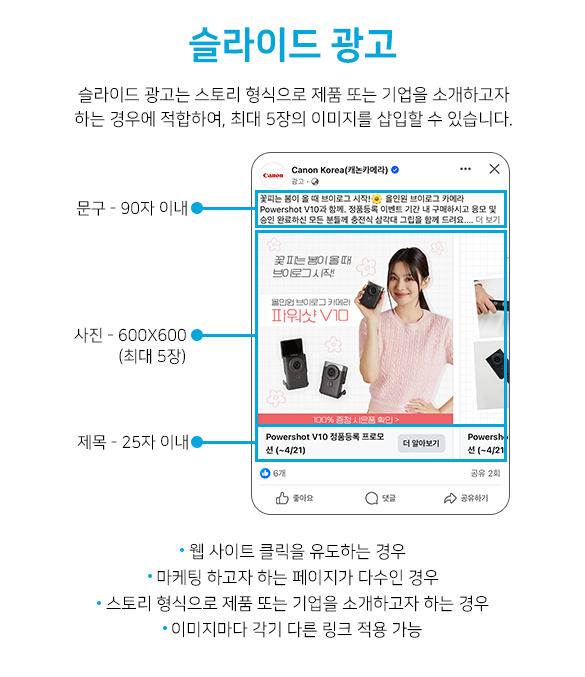 슬라이드 광고
슬라이드 광고는 스토리 형식으로 제품 또는 기업을 소개하고자
하는 경우에 적합하여, 최대 5장의 이미지를 삽입할 수 있습니다.
Canon
Canon Korea(캐논카메라)
광고 ·
문구 - 90자 이내
꽃피는 봄이 올 때 브이로그 시작! 🌼 올인원 브이로그 카메라
Powershot V10과 함께, 정품등록 이벤트 기간 내 구매하시고 응모 및
승인 완료하신 모든 분들께 충전식 삼각대 그립을 함께 드려요.... 더 보기
꽃 피는 봄이 올 때
브이로그 시작!
올인원 브이로그 카메라
파워샷 V10
사진 - 600X600
(최대 5장)
100% 증정 사은품 확인 >
제목 - 25자 이내
Powershot V10 정품등록 프로모
션 (~4/21)
더 알아보기
Powersh
션 (~4/21)
6개
공유 2회
좋아요
댓글
공유하기
• 웹 사이트 클릭을 유도하는 경우
• 마케팅 하고자 하는 페이지가 다수인 경우
• 스토리 형식으로 제품 또는 기업을 소개하고자 하는 경우
• 이미지마다 각기 다른 링크 적용 가능